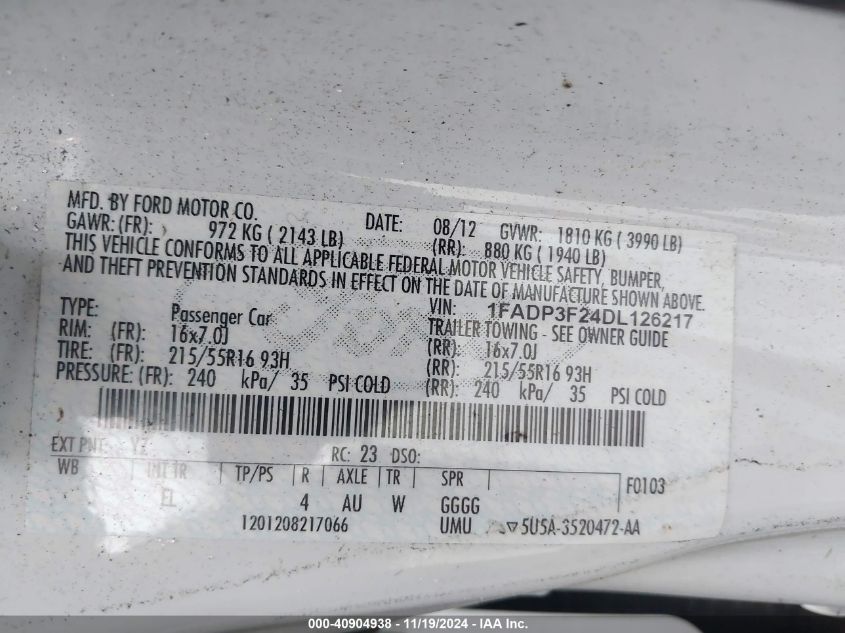 MFD. BY FORD MOTOR CO. DATE: 08/12 GVWR: 1810 KG ( 3990 LB)
GAWR: (FR): 972 KG ( 2143 LB) (RR): 880 KG ( 1940 LB)
THIS VEHICLE CONFORMS TO ALL APPLICABLE FEDERAL MOTOR VEHICLE SAFETY, BUMPER,
AND THEFT PREVENTION STANDARDS IN EFFECT ON THE DATE OF MANUFACTURE SHOWN ABOVE.
VIN: 1FADP3F24DL126217
TYPE: Passenger Car TRAILER TOWING - SEE OWNER GUIDE
RIM: (FR): 16x7.0J (RR): 16x7.0J
TIRE: (FR): 215/55R16 93H (RR): 215/55R16 93H
PRESSURE: (FR): 240 kPa/ 35 PSI COLD (RR): 240 kPa/ 35 PSI COLD
EXT PNT: YZ RC: 23 DSO:
WB INT TR TP/PS R AXLE TR SPR F0103
EL 4 AU W GGGG
1201208217066 UMU 5U5A-3520472-AA
000-40904938 - 11/19/2024 - IAA Inc.